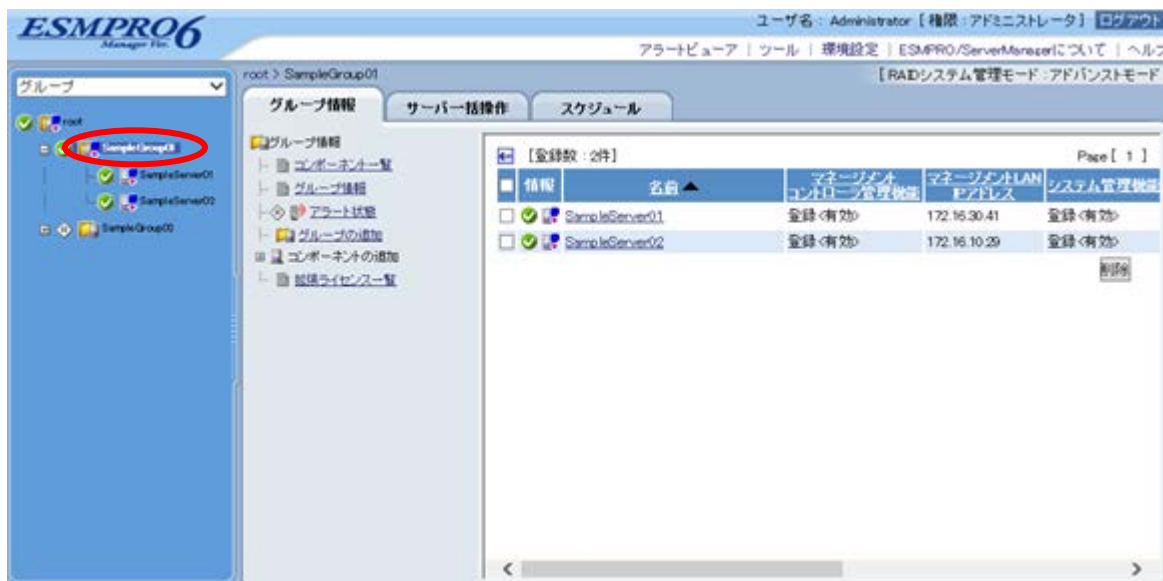 ESMPRO6
Manager Ver.
ユーザ名 : Administrator [ 権限 : アドミニストレータ ] ログアウト
アラートビューア | ツール | 環境設定 | ESMPRO/ServerManagerについて | ヘルプ
グループ
root
SampleGroup01
SampleServer01
SampleServer02
root > SampleGroup01
[ RAIDシステム管理モード : アドバンストモード
グループ情報
サーバ一括操作
スケジュール
グループ情報
コンポーネント一覧
グループ情報
アラート状態
グループの追加
コンポーネントの追加
拡張ライセンス一覧
[登録数 : 2件]
Page [ 1 ]
情報 名前▲ マネージメントコントローラ管理機能 マネージメントLAN IPアドレス システム管理機能
SampleServer01 登録<有効> 172.16.30.41 登録<有効>
SampleServer02 登録<有効> 172.16.10.29 登録<有効>
削除